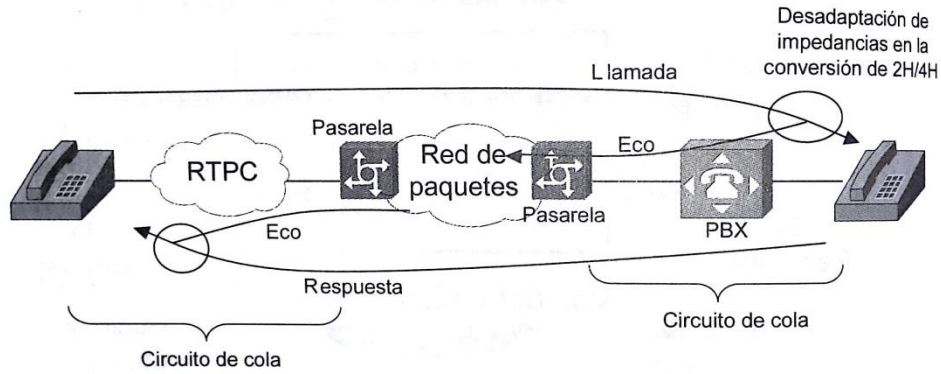 Desadaptación de
impedancias en la
conversión de 2H/4H
Llamada
Pasarela
RTPC
Red de
paquetes
Eco
Pasarela
PBX
Eco
Respuesta
Circuito de cola
Circuito de cola